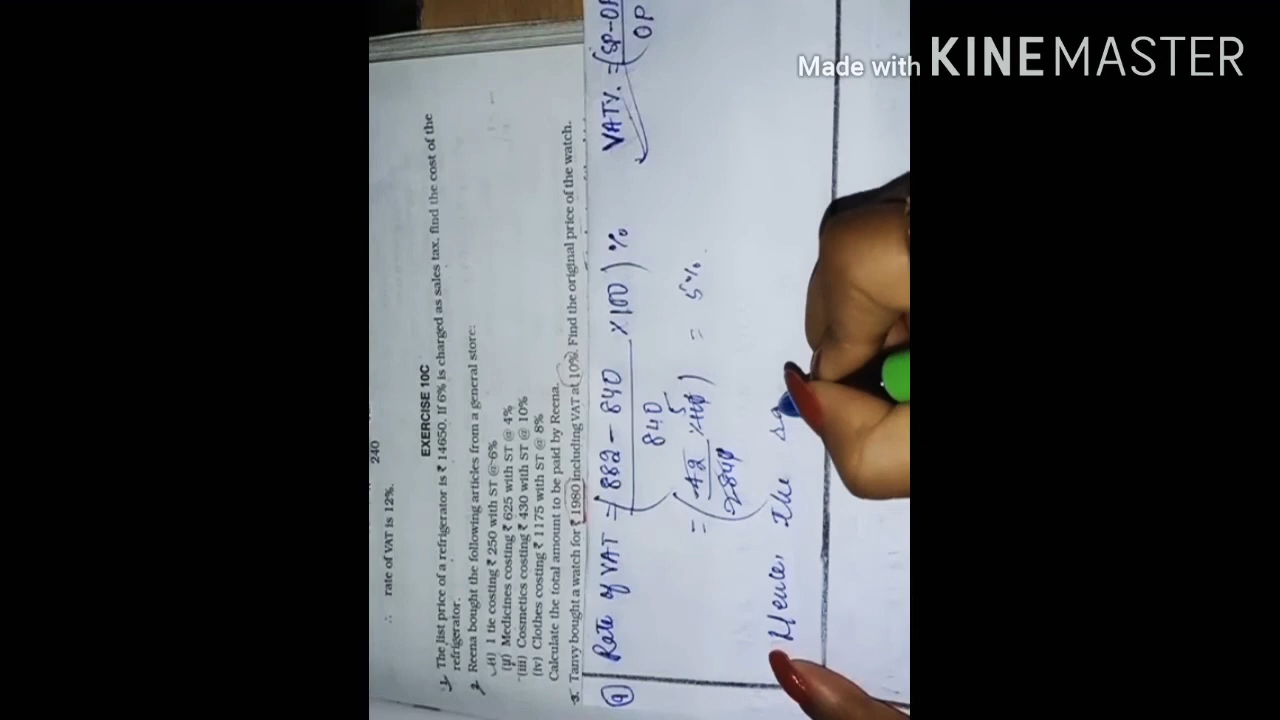 Made with KINEMASTER
240
∴ rate of VAT is 12%.
EXERCISE 10C
1. The list price of a refrigerator is ₹ 14650. If 6% is charged as sales tax, find the cost of the
refrigerator.
2. Reena bought the following articles from a general store:
(i) 1 tie costing ₹ 250 with ST @ 6%
(ii) Medicines costing ₹ 625 with ST @ 4%
(iii) Cosmetics costing ₹ 430 with ST @ 10%
(iv) Clothes costing ₹ 1175 with ST @ 8%
Calculate the total amount to be paid by Reena.
3. Tanvy bought a watch for ₹ 1980 including VAT at 10%. Find the original price of the watch.
9 Rate of VAT = (882 - 840 / 840 × 100) % VAT%. = (SP-OP / OP
= (42 / 840 × 5) = 5%.
Hence, the